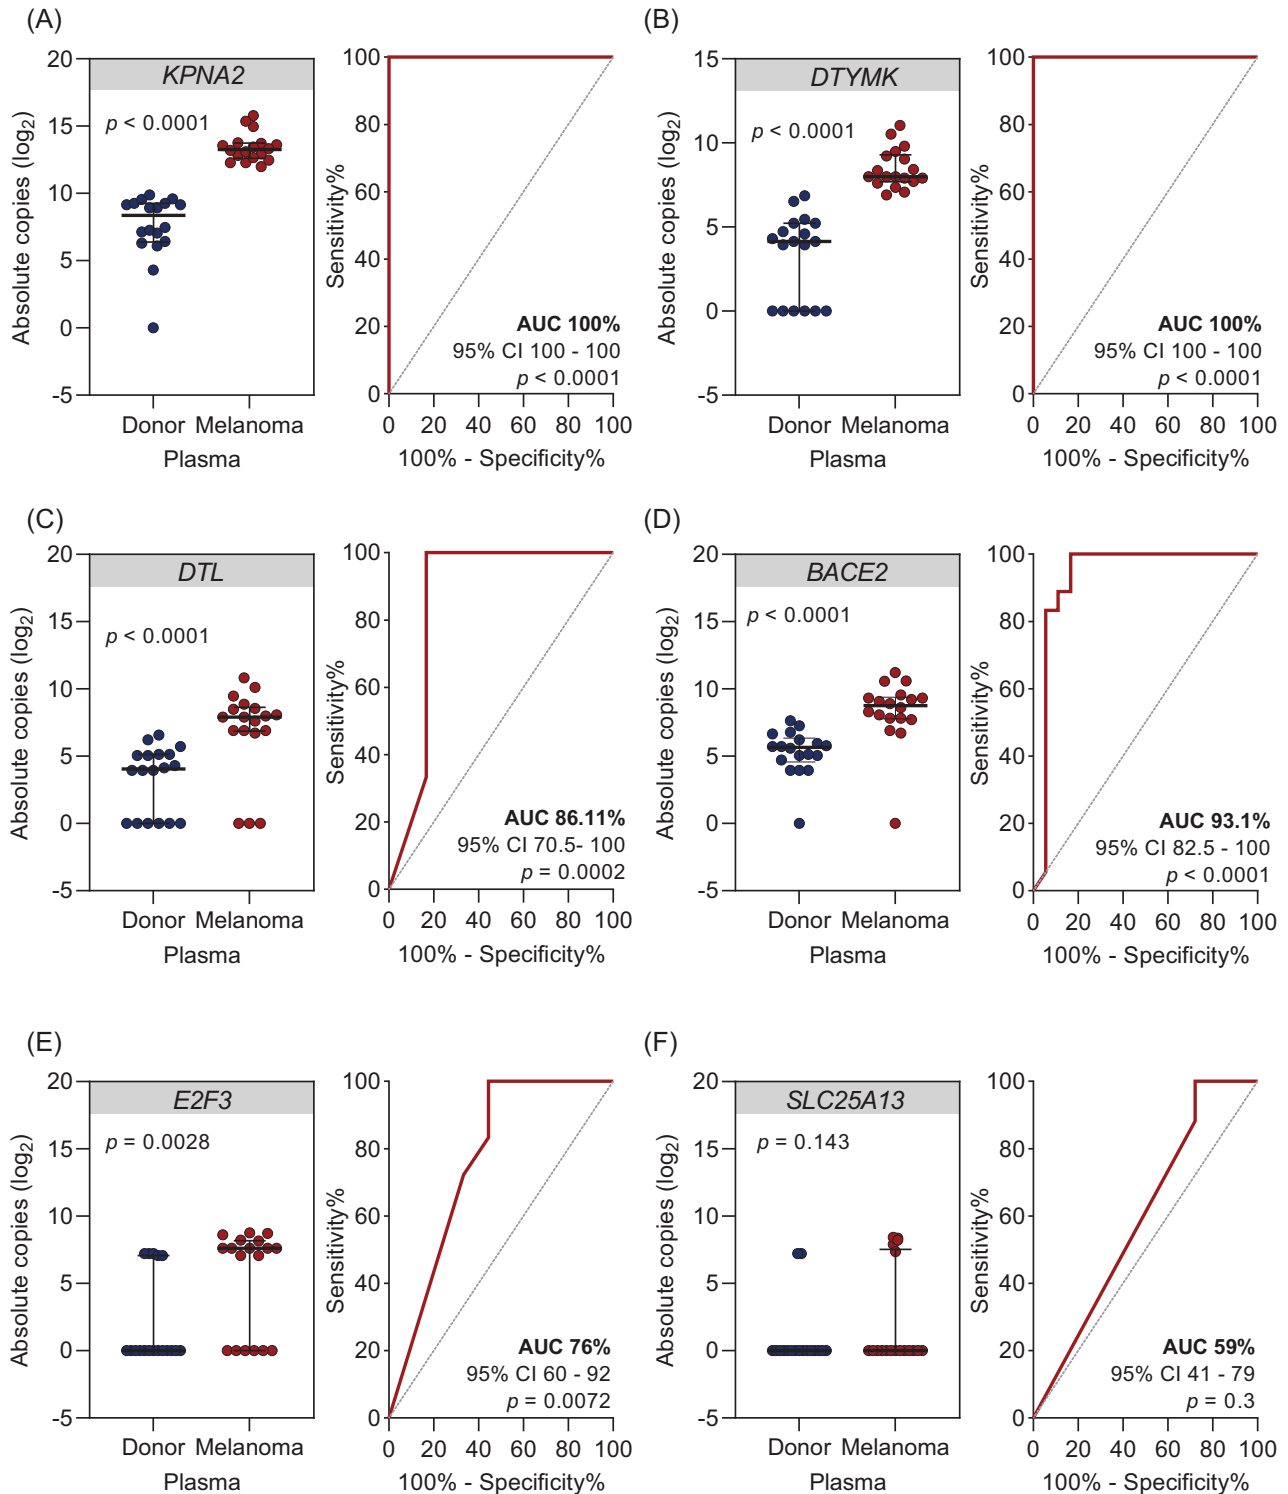 (A)
KPNA2
p < 0.0001
Absolute copies (log2)
20
15
10
5
0
-5
Donor Melanoma
Plasma
Sensitivity%
100
80
60
40
20
0
AUC 100%
95% CI 100 - 100
p < 0.0001
0 20 40 60 80 100
100% - Specificity%
(B)
DTYMK
p < 0.0001
Absolute copies (log2)
15
10
5
0
-5
Donor Melanoma
Plasma
Sensitivity%
100
80
60
40
20
0
AUC 100%
95% CI 100 - 100
p < 0.0001
0 20 40 60 80 100
100% - Specificity%
(C)
DTL
p < 0.0001
Absolute copies (log2)
20
15
10
5
0
-5
Donor Melanoma
Plasma
Sensitivity%
100
80
60
40
20
0
AUC 86.11%
95% CI 70.5- 100
p = 0.0002
0 20 40 60 80 100
100% - Specificity%
(D)
BACE2
p < 0.0001
Absolute copies (log2)
20
15
10
5
0
-5
Donor Melanoma
Plasma
Sensitivity%
100
80
60
40
20
0
AUC 93.1%
95% CI 82.5 - 100
p < 0.0001
0 20 40 60 80 100
100% - Specificity%
(E)
E2F3
p = 0.0028
Absolute copies (log2)
20
15
10
5
0
-5
Donor Melanoma
Plasma
Sensitivity%
100
80
60
40
20
0
AUC 76%
95% CI 60 - 92
p = 0.0072
0 20 40 60 80 100
100% - Specificity%
(F)
SLC25A13
p = 0.143
Absolute copies (log2)
20
15
10
5
0
-5
Donor Melanoma
Plasma
Sensitivity%
100
80
60
40
20
0
AUC 59%
95% CI 41 - 79
p = 0.3
0 20 40 60 80 100
100% - Specificity%